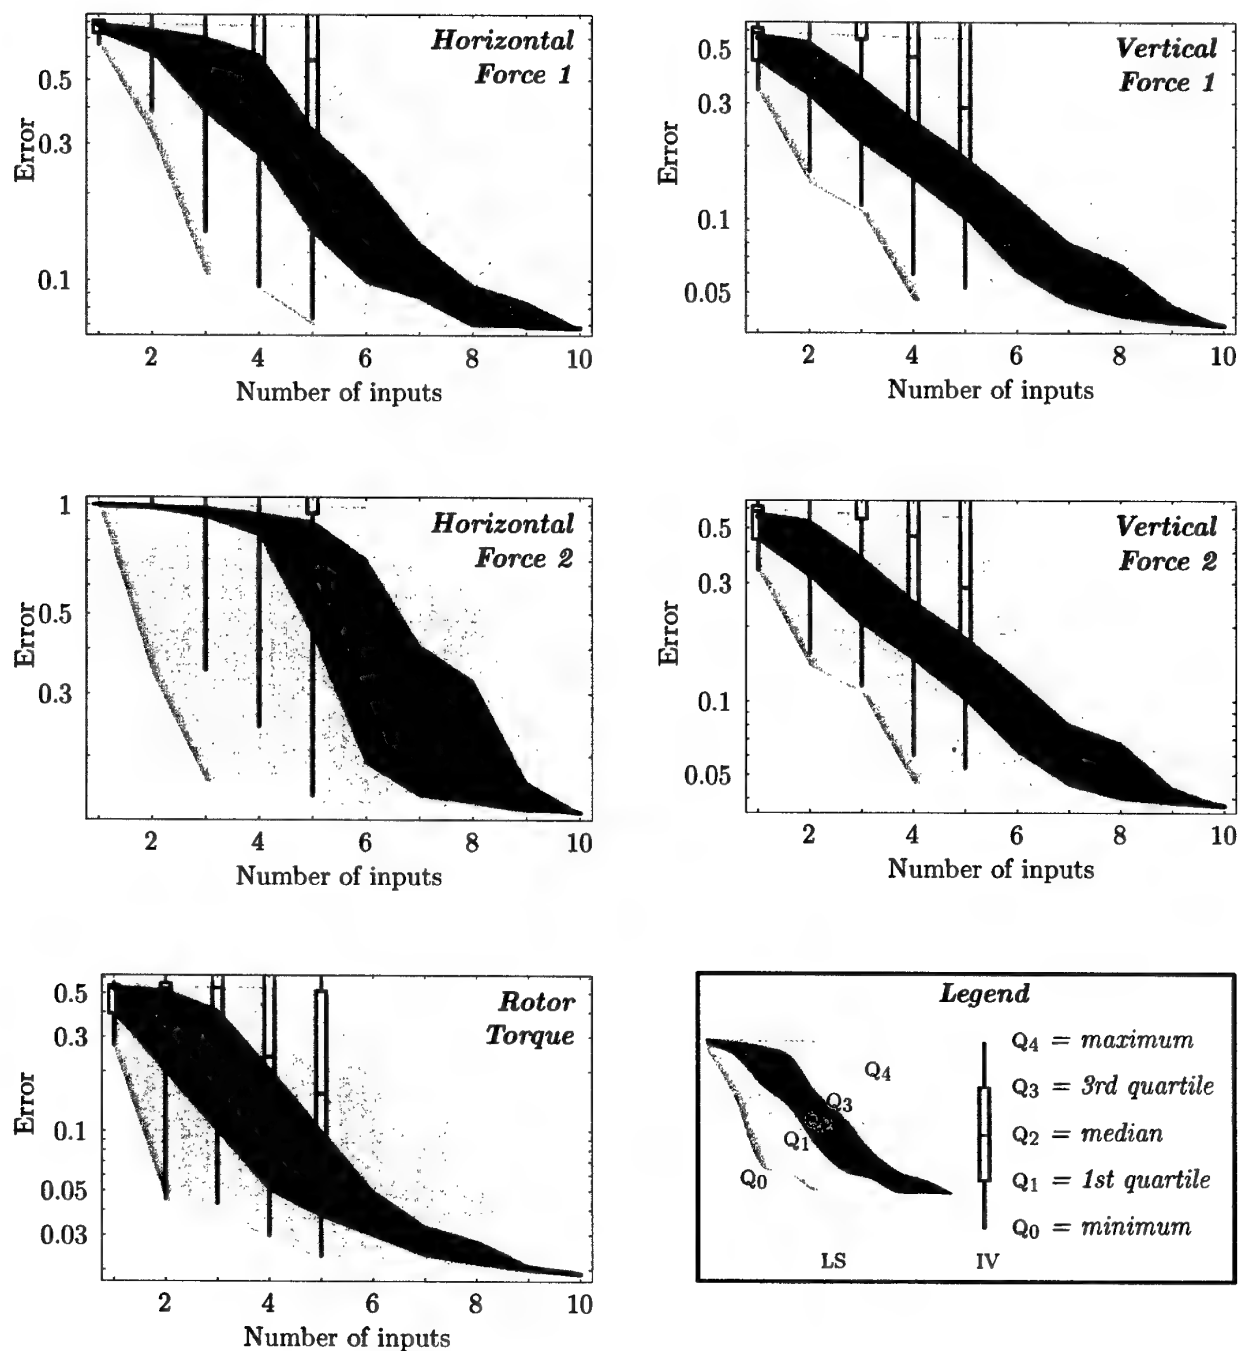 Horizontal
Force 1
Error
0.5
0.3
0.1
2
4
6
8
10
Number of inputs
Vertical
Force 1
Error
0.5
0.3
0.1
0.05
2
4
6
8
10
Number of inputs
Horizontal
Force 2
Error
1
0.5
0.3
2
4
6
8
10
Number of inputs
Vertical
Force 2
Error
0.5
0.3
0.1
0.05
2
4
6
8
10
Number of inputs
Rotor
Torque
Error
0.5
0.3
0.1
0.05
0.03
2
4
6
8
10
Number of inputs
Legend
Q4
Q3
Q1
Q0
LS
Q4 = maximum
Q3 = 3rd quartile
Q2 = median
Q1 = 1st quartile
Q0 = minimum
IV